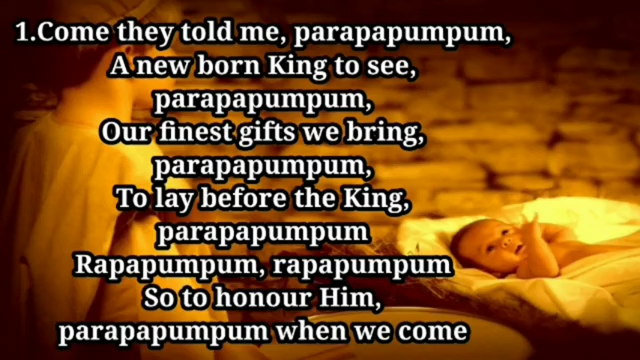 1.Come they told me, parapapumpum,
A new born King to see,
parapapumpum,
Our finest gifts we bring,
parapapumpum,
To lay before the King,
parapapumpum
Rapapumpum, rapapumpum
So to honour Him,
parapapumpum when we come